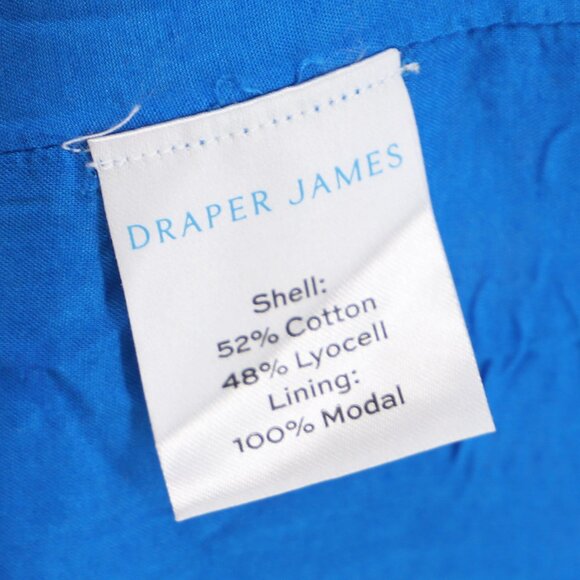 DRAPER JAMES
Shell:
52% Cotton
48% Lyocell
Lining:
100% Modal